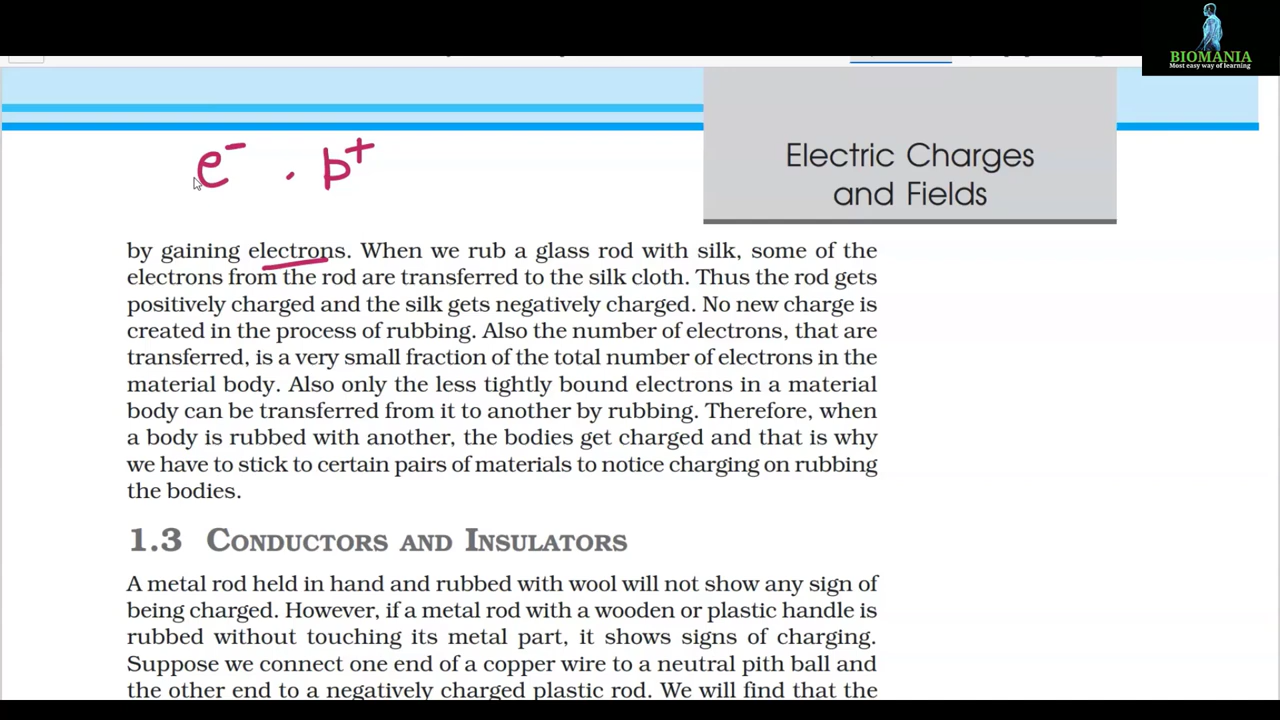 BIOMANIA
Most easy way of learning
Electric Charges
and Fields
e⁻ . p⁺
by gaining electrons. When we rub a glass rod with silk, some of the
electrons from the rod are transferred to the silk cloth. Thus the rod gets
positively charged and the silk gets negatively charged. No new charge is
created in the process of rubbing. Also the number of electrons, that are
transferred, is a very small fraction of the total number of electrons in the
material body. Also only the less tightly bound electrons in a material
body can be transferred from it to another by rubbing. Therefore, when
a body is rubbed with another, the bodies get charged and that is why
we have to stick to certain pairs of materials to notice charging on rubbing
the bodies.
1.3 CONDUCTORS AND INSULATORS
A metal rod held in hand and rubbed with wool will not show any sign of
being charged. However, if a metal rod with a wooden or plastic handle is
rubbed without touching its metal part, it shows signs of charging.
Suppose we connect one end of a copper wire to a neutral pith ball and
the other end to a negatively charged plastic rod. We will find that the